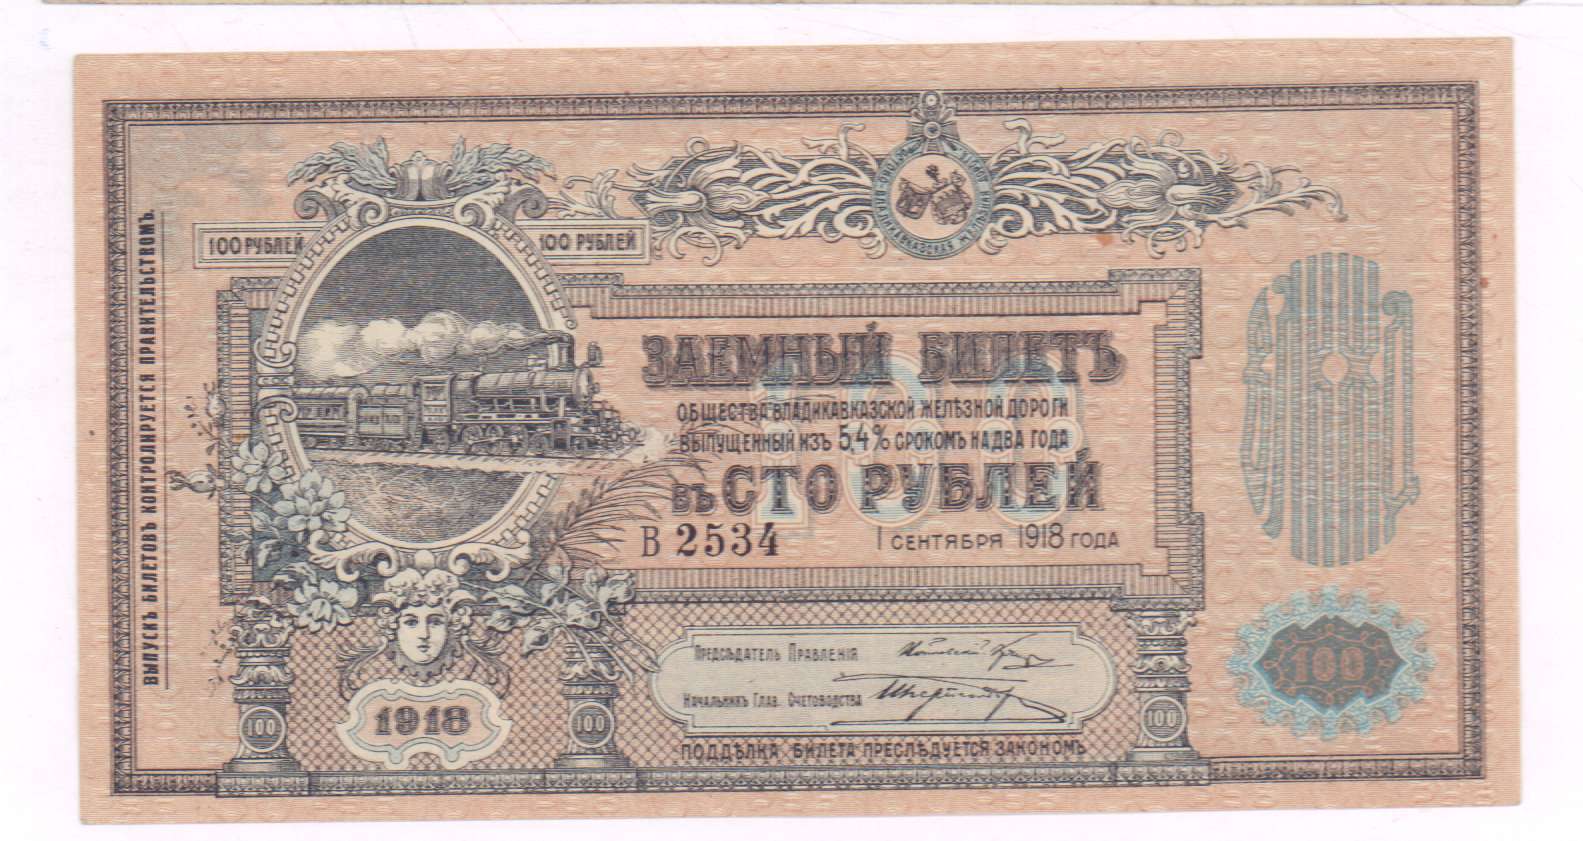 ВЫПУСКЪ БИЛЕТОВЪ КОНТРОЛИРУЕТСЯ ПРАВИТЕЛЬСТВОМЪ.
100 РУБЛЕЙ
100 РУБЛЕЙ
ЗАЕМНЫЙ БИЛЕТЪ
ОБЩЕСТВА ВЛАДИКАВКАЗСКОЙ ЖЕЛѢЗНОЙ ДОРОГИ
ВЫПУЩЕННЫЙ ИЗЪ 5,4% СРОКОМЪ НА ДВА ГОДА
ВЪ СТО РУБЛЕЙ
100
В 2534
1 СЕНТЯБРЯ 1918 ГОДА
ПРЕДСѢДАТЕЛЬ ПРАВЛЕНІЯ
НАЧАЛЬНИКЪ ГЛАВ. СЧЕТОВОДСТВА
100
1918
100
100
100
ПОДДѢЛКА БИЛЕТА ПРЕСЛѢДУЕТСЯ ЗАКОНОМЪ